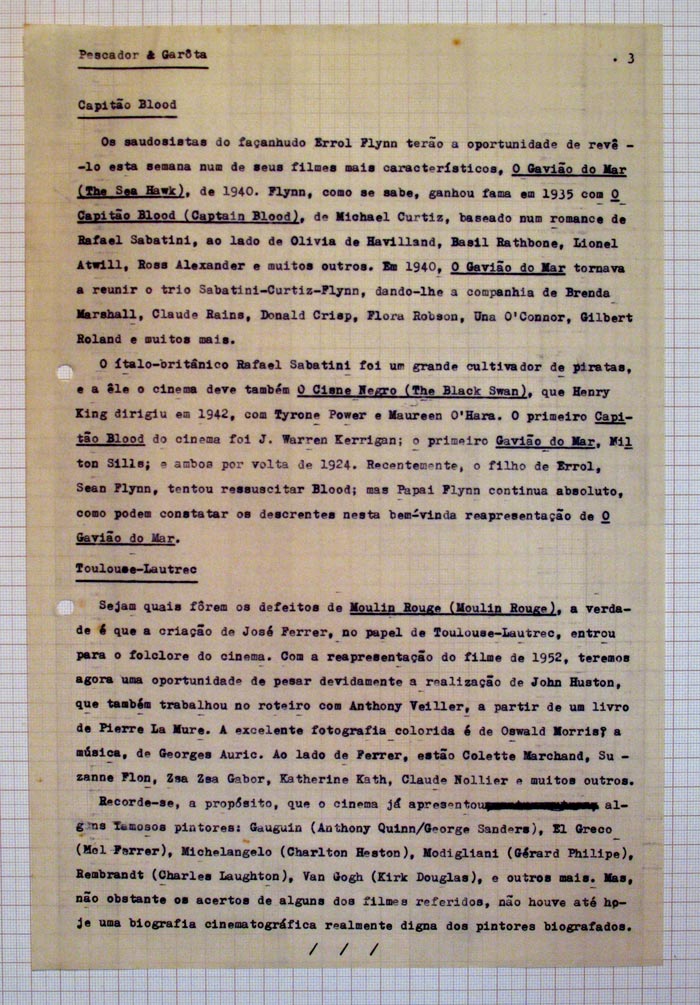 Pescador & Garôta
. 3
Capitão Blood
Os saudosistas do façanhudo Errol Flynn terão a oportunidade de revê -
-lo esta semana num de seus filmes mais característicos, O Gavião do Mar
(The Sea Hawk), de 1940. Flynn, como se sabe, ganhou fama em 1935 com O
Capitão Blood (Captain Blood), de Michael Curtiz, baseado num romance de
Rafael Sabatini, ao lado de Olivia de Havilland, Basil Rathbone, Lionel
Atwill, Ross Alexander e muitos outros. Em 1940, O Gavião do Mar tornava
a reunir o trio Sabatini-Curtiz-Flynn, dando-lhe a companhia de Brenda
Marshall, Claude Rains, Donald Crisp, Flora Robson, Una O'Connor, Gilbert
Roland e muitos mais.
O ítalo-britânico Rafael Sabatini foi um grande cultivador de piratas,
e a êle o cinema deve também O Cisne Negro (The Black Swan), que Henry
King dirigiu em 1942, com Tyrone Power e Maureen O'Hara. O primeiro Capi-
tão Blood do cinema foi J. Warren Kerrigan; o primeiro Gavião do Mar, Mil
ton Sills; e ambos por volta de 1924. Recentemente, o filho de Errol,
Sean Flynn, tentou ressuscitar Blood; mas Papai Flynn continua absoluto,
como podem constatar os descrentes nesta bem-vinda reapresentação de O
Gavião do Mar.
Toulouse-Lautrec
Sejam quais fôrem os defeitos de Moulin Rouge (Moulin Rouge), a verda-
de é que a criação de José Ferrer, no papel de Toulouse-Lautrec, entrou
para o folclore do cinema. Com a reapresentação do filme de 1952, teremos
agora uma oportunidade de pesar devidamente a realização de John Huston,
que também trabalhou no roteiro com Anthony Veiller, a partir de um livro
de Pierre La Mure. A excelente fotografia colorida é de Oswald Morris; a
música, de Georges Auric. Ao lado de Ferrer, estão Colette Marchand, Su -
zanne Flon, Zsa Zsa Gabor, Katherine Kath, Claude Nollier e muitos outros.
Recorde-se, a propósito, que o cinema já apresentou al-
guns famosos pintores: Gauguin (Anthony Quinn/George Sanders), El Greco
(Mel Ferrer), Michelangelo (Charlton Heston), Modigliani (Gérard Philipe),
Rembrandt (Charles Laughton), Van Gogh (Kirk Douglas), e outros mais. Mas,
não obstante os acertos de alguns dos filmes referidos, não houve até ho-
je uma biografia cinematográfica realmente digna dos pintores biografados.
/ / /